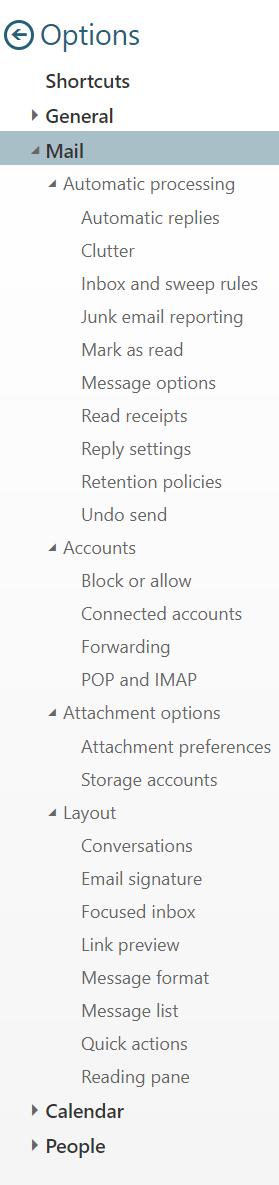 Options
Shortcuts
General
Mail
Automatic processing
Automatic replies
Clutter
Inbox and sweep rules
Junk email reporting
Mark as read
Message options
Read receipts
Reply settings
Retention policies
Undo send
Accounts
Block or allow
Connected accounts
Forwarding
POP and IMAP
Attachment options
Attachment preferences
Storage accounts
Layout
Conversations
Email signature
Focused inbox
Link preview
Message format
Message list
Quick actions
Reading pane
Calendar
People